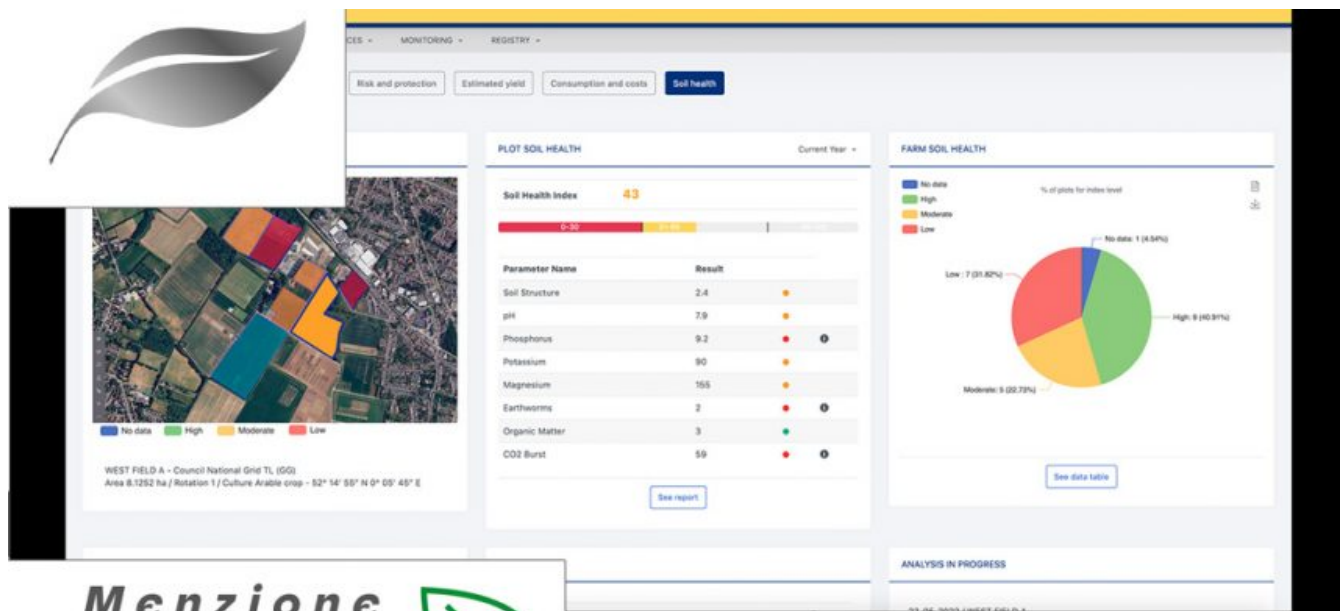 MONITORING
REGISTRY
Risk and protection
Estimated yield
Consumption and costs
Soil health
PLOT SOIL HEALTH
Current Year
Soil Health Index 43
0-30
Parameter Name Result
Soil Structure 2.4
pH 7.9
Phosphorus 9.2
Potassium 90
Magnesium 155
Earthworms 2
Organic Matter 3
CO2 Burst 59
See report
FARM SOIL HEALTH
No data
High
Moderate
Low
% of plots for index level
No data: 1 (4.54%)
Low : 7 (31.82%)
High: 9 (40.91%)
Moderate: 5 (22.73%)
See data table
No data High Moderate Low
WEST FIELD A - Council National Grid TL (GG)
Area 8.1252 ha / Rotation 1 / Culture Arable crop - 52° 14' 55" N 0° 05' 45" E
ANALYSIS IN PROGRESS
Menzione